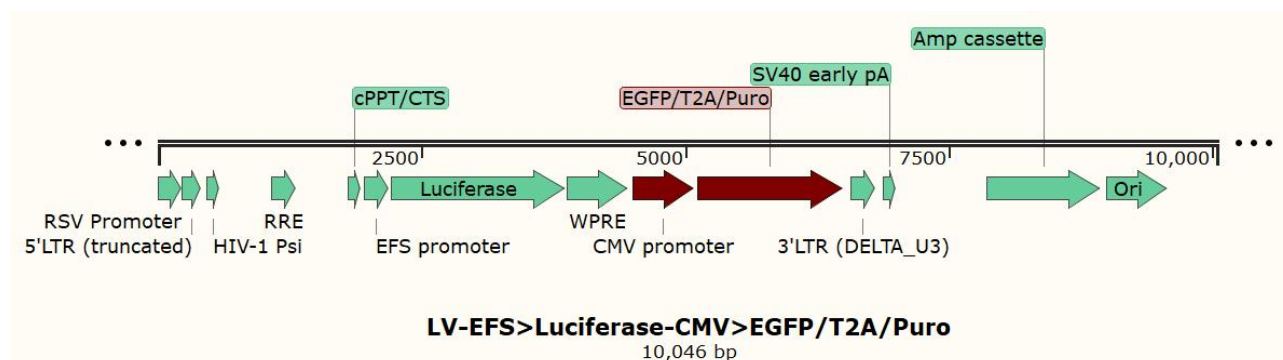 Amp cassette
SV40 early pA
cPPT/CTS EGFP/T2A/Puro
••• •••
2500 5000 7500 10,000
Luciferase Ori
RSV Promoter RRE WPRE
5'LTR (truncated) HIV-1 Psi EFS promoter CMV promoter 3'LTR (DELTA_U3)
LV-EFS>Luciferase-CMV>EGFP/T2A/Puro
10,046 bp